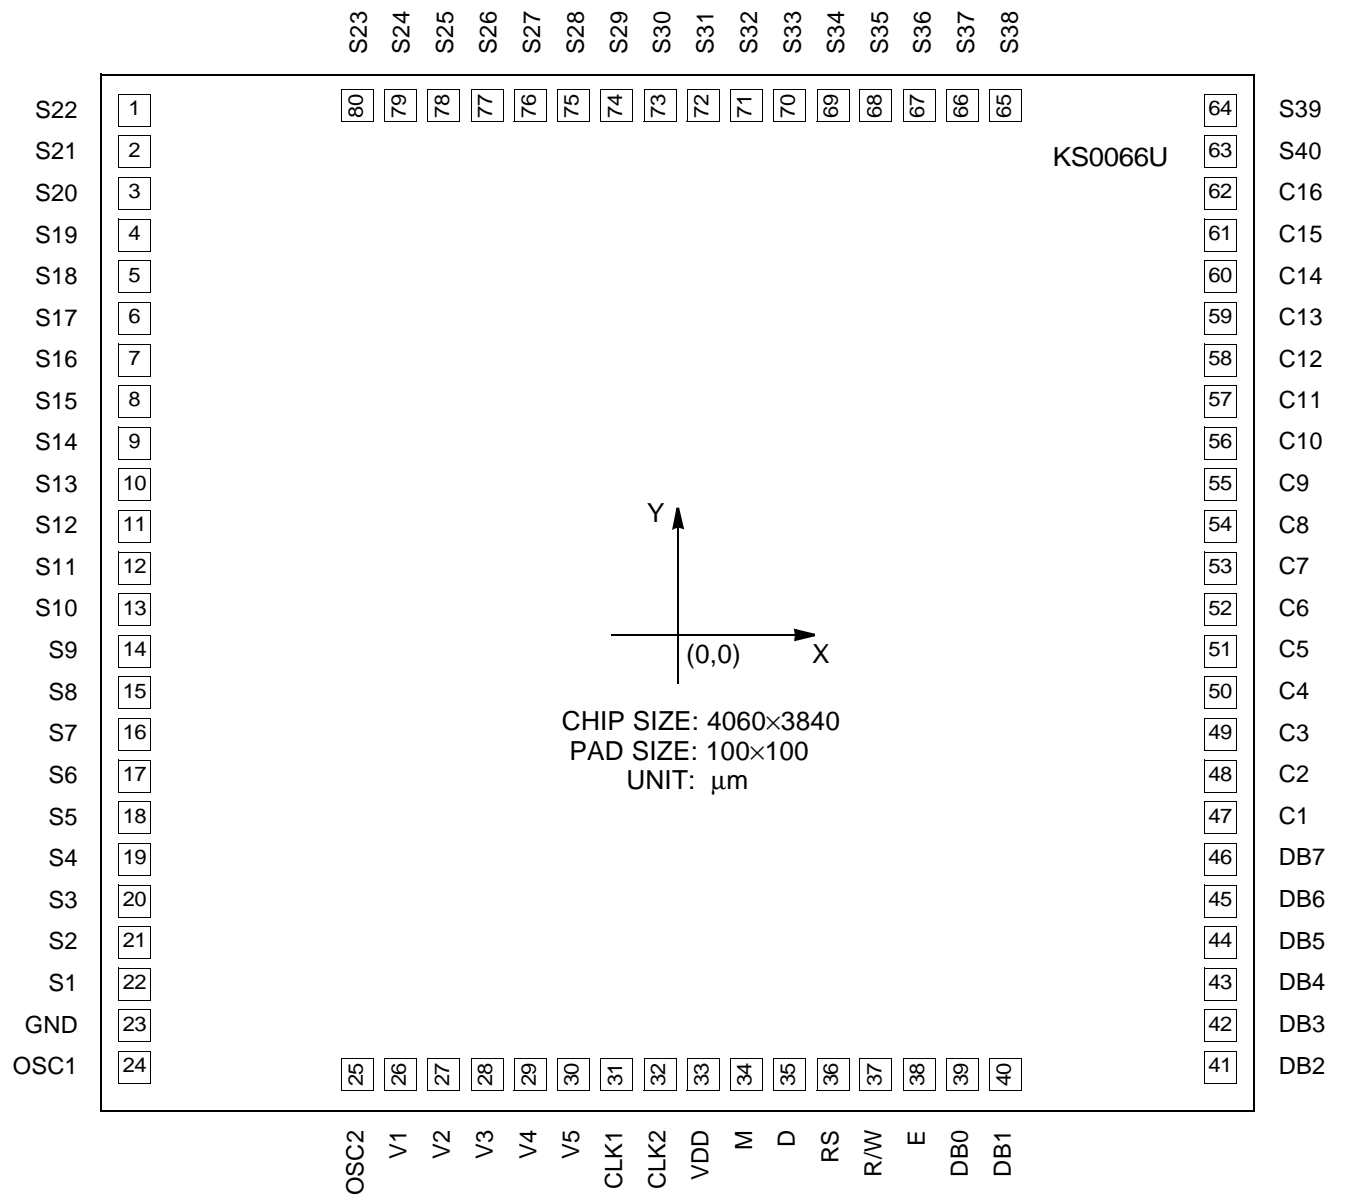 S23 S24 S25 S26 S27 S28 S29 S30 S31 S32 S33 S34 S35 S36 S37 S38
80 79 78 77 76 75 74 73 72 71 70 69 68 67 66 65
S22 1 64 S39
S21 2 KS0066U 63 S40
S20 3 62 C16
S19 4 61 C15
S18 5 60 C14
S17 6 59 C13
S16 7 58 C12
S15 8 57 C11
S14 9 56 C10
S13 10 55 C9
Y
S12 11 54 C8
S11 12 53 C7
S10 13 52 C6
S9 14 (0,0) X 51 C5
S8 15 50 C4
CHIP SIZE: 4060×3840
S7 16 49 C3
PAD SIZE: 100×100
S6 17 UNIT: µm 48 C2
S5 18 47 C1
S4 19 46 DB7
S3 20 45 DB6
S2 21 44 DB5
S1 22 43 DB4
GND 23 42 DB3
OSC1 24 41 DB2
25 26 27 28 29 30 31 32 33 34 35 36 37 38 39 40
OSC2 V1 V2 V3 V4 V5 CLK1 CLK2 VDD M D RS R/W E DB0 DB1